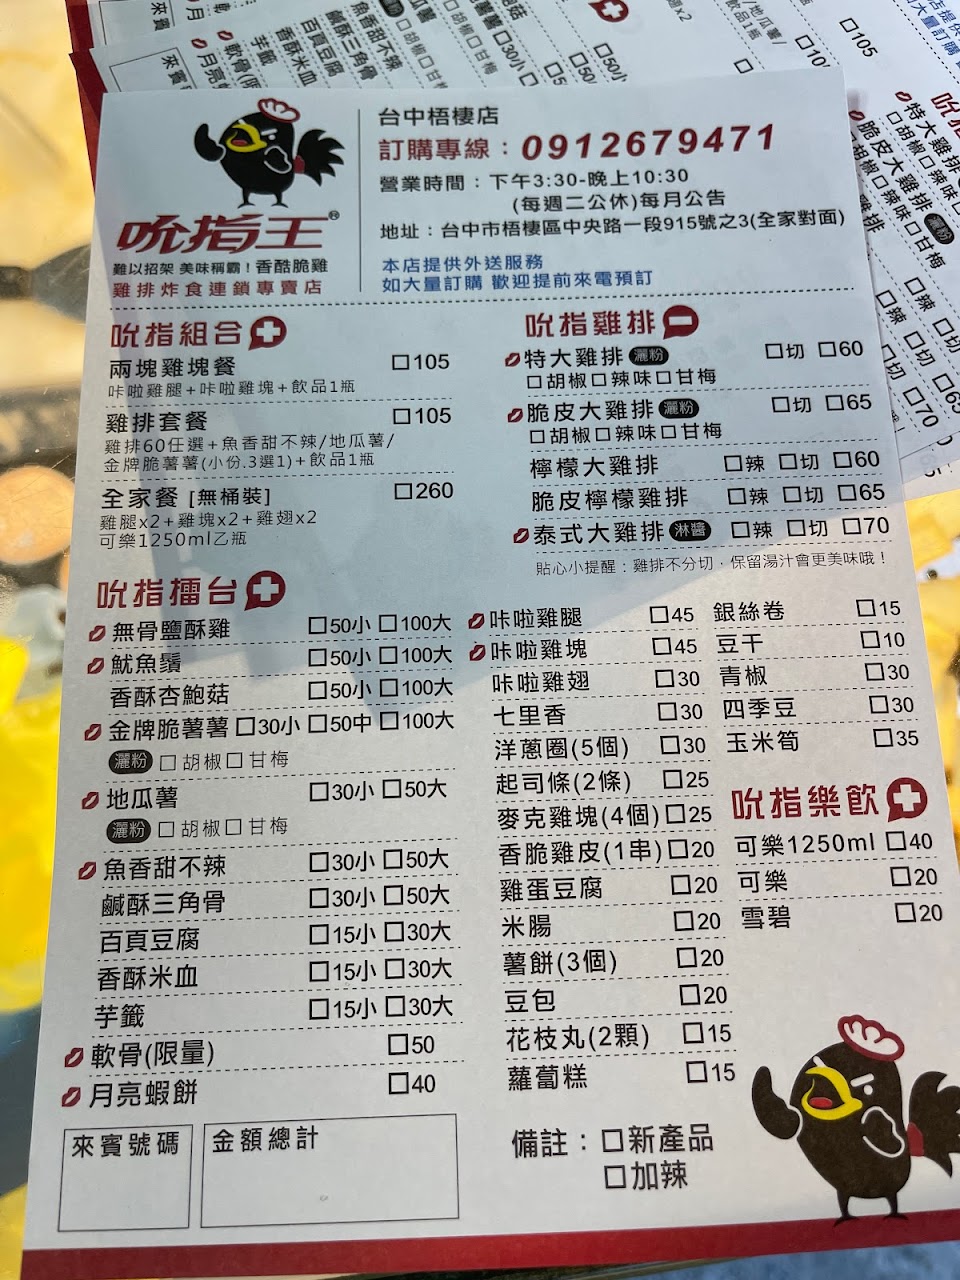 台中梧棲店
訂購專線：0912679471
營業時間：下午3:30-晚上10:30
(每週二公休)每月公告
地址：台中市梧棲區中央路一段915號之3(全家對面)
本店提供外送服務
如大量訂購 歡迎提前來電預訂
吮指王®
難以招架 美味稱霸！香酷脆雞
雞排炸食連鎖專賣店
吮指組合
兩塊雞塊餐 □105
咔啦雞腿+咔啦雞塊+飲品1瓶
雞排套餐 □105
雞排60任選+魚香甜不辣/地瓜薯/
金牌脆薯薯(小份.3選1)+飲品1瓶
全家餐 [無桶裝] □260
雞腿x2+雞塊x2+雞翅x2
可樂1250ml乙瓶
吮指雞排
特大雞排 灑粉 □切 □60
□胡椒□辣味□甘梅
脆皮大雞排 灑粉 □切 □65
□胡椒□辣味□甘梅
檸檬大雞排 □辣 □切 □60
脆皮檸檬雞排 □辣 □切 □65
泰式大雞排 淋醬 □辣 □切 □70
貼心小提醒：雞排不分切，保留湯汁會更美味哦！
吮指擂台
無骨鹽酥雞 □50小 □100大
魷魚鬚 □50小 □100大
香酥杏鮑菇 □50小 □100大
金牌脆薯薯 □30小 □50中 □100大
灑粉 □胡椒□甘梅
地瓜薯 □30小 □50大
灑粉 □胡椒□甘梅
魚香甜不辣 □30小 □50大
鹹酥三角骨 □30小 □50大
百頁豆腐 □15小 □30大
香酥米血 □15小 □30大
芋籤 □15小 □30大
軟骨(限量) □50
月亮蝦餅 □40
咔啦雞腿 □45
咔啦雞塊 □45
咔啦雞翅 □30
七里香 □30
洋蔥圈(5個) □30
起司條(2條) □25
麥克雞塊(4個) □25
香脆雞皮(1串) □20
雞蛋豆腐 □20
米腸 □20
薯餅(3個) □20
豆包 □20
花枝丸(2顆) □15
蘿蔔糕 □15
銀絲卷 □15
豆干 □10
青椒 □30
四季豆 □30
玉米筍 □35
吮指樂飲
可樂1250ml □40
可樂 □20
雪碧 □20
來賓號碼
金額總計
備註：□新產品
□加辣